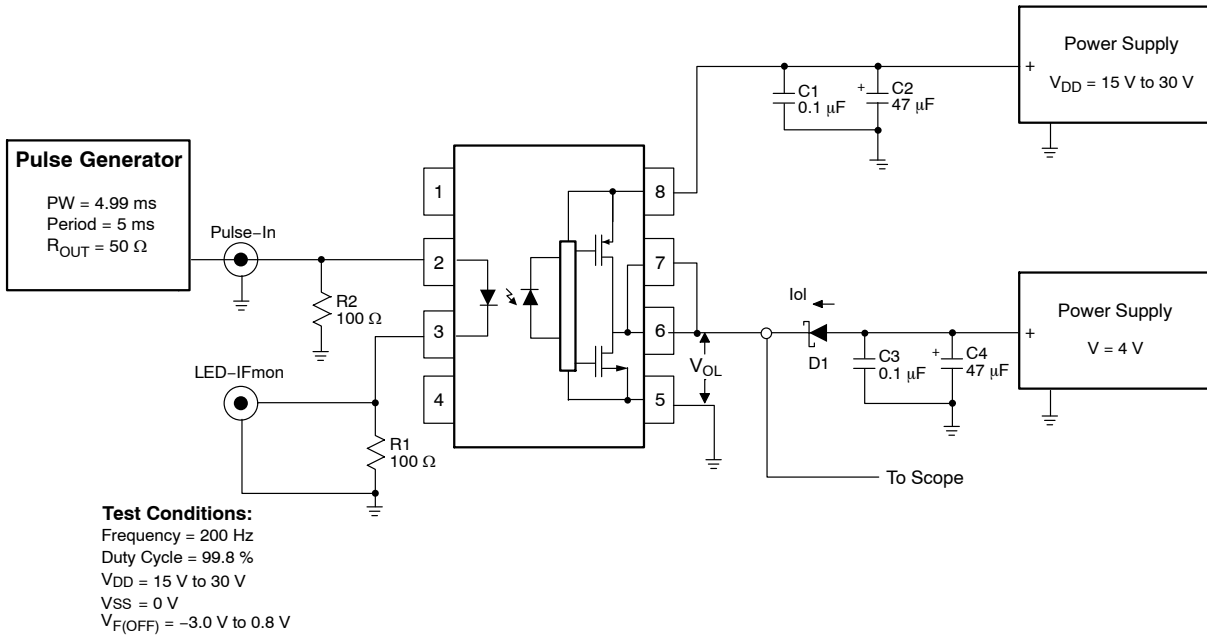 Power Supply
VDD = 15 V to 30 V
+
C1
0.1 μF
+
C2
47 μF
Pulse Generator
PW = 4.99 ms
Period = 5 ms
ROUT = 50 Ω
Pulse−In
R2
100 Ω
LED−IFmon
R1
100 Ω
1
2
3
4
8
7
6
5
VOL
Iol
D1
C3
0.1 μF
+
C4
47 μF
+
Power Supply
V = 4 V
To Scope
Test Conditions:
Frequency = 200 Hz
Duty Cycle = 99.8 %
VDD = 15 V to 30 V
VSS = 0 V
VF(OFF) = −3.0 V to 0.8 V